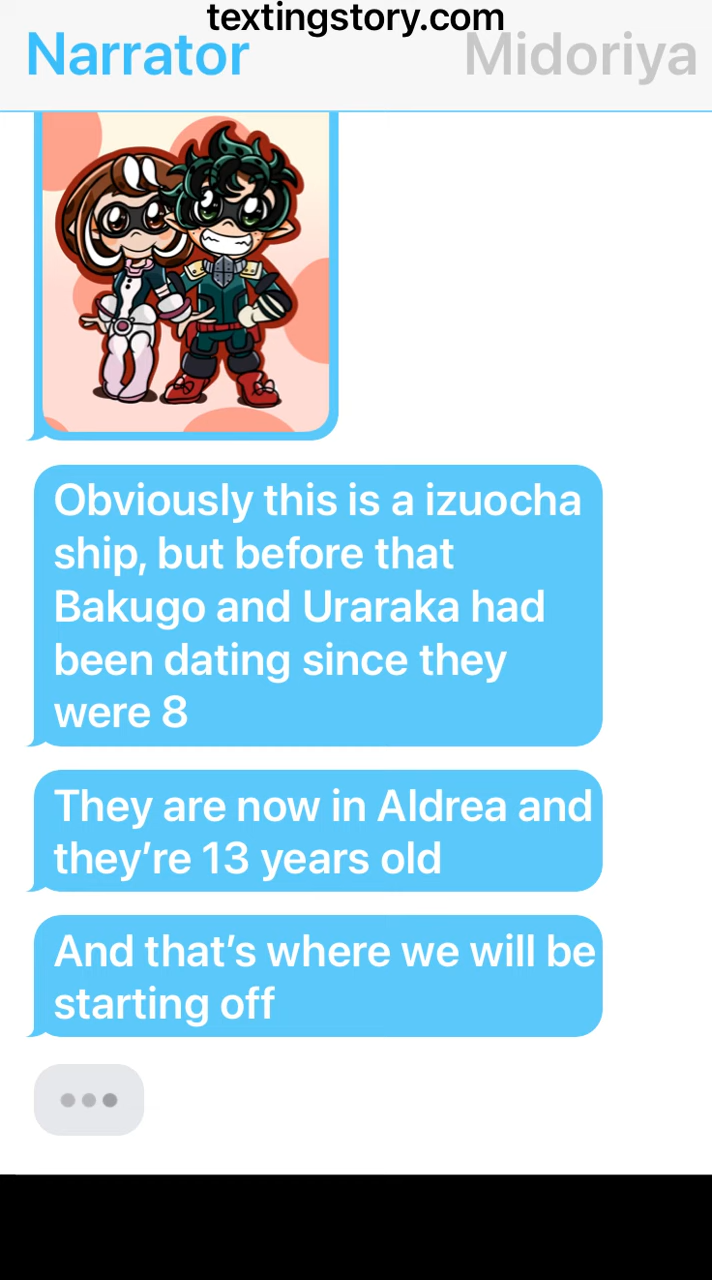 textingstory.com
Narrator
Midoriya
Obviously this is a izuocha
ship, but before that
Bakugo and Uraraka had
been dating since they
were 8
They are now in Aldrea and
they’re 13 years old
And that’s where we will be
starting off